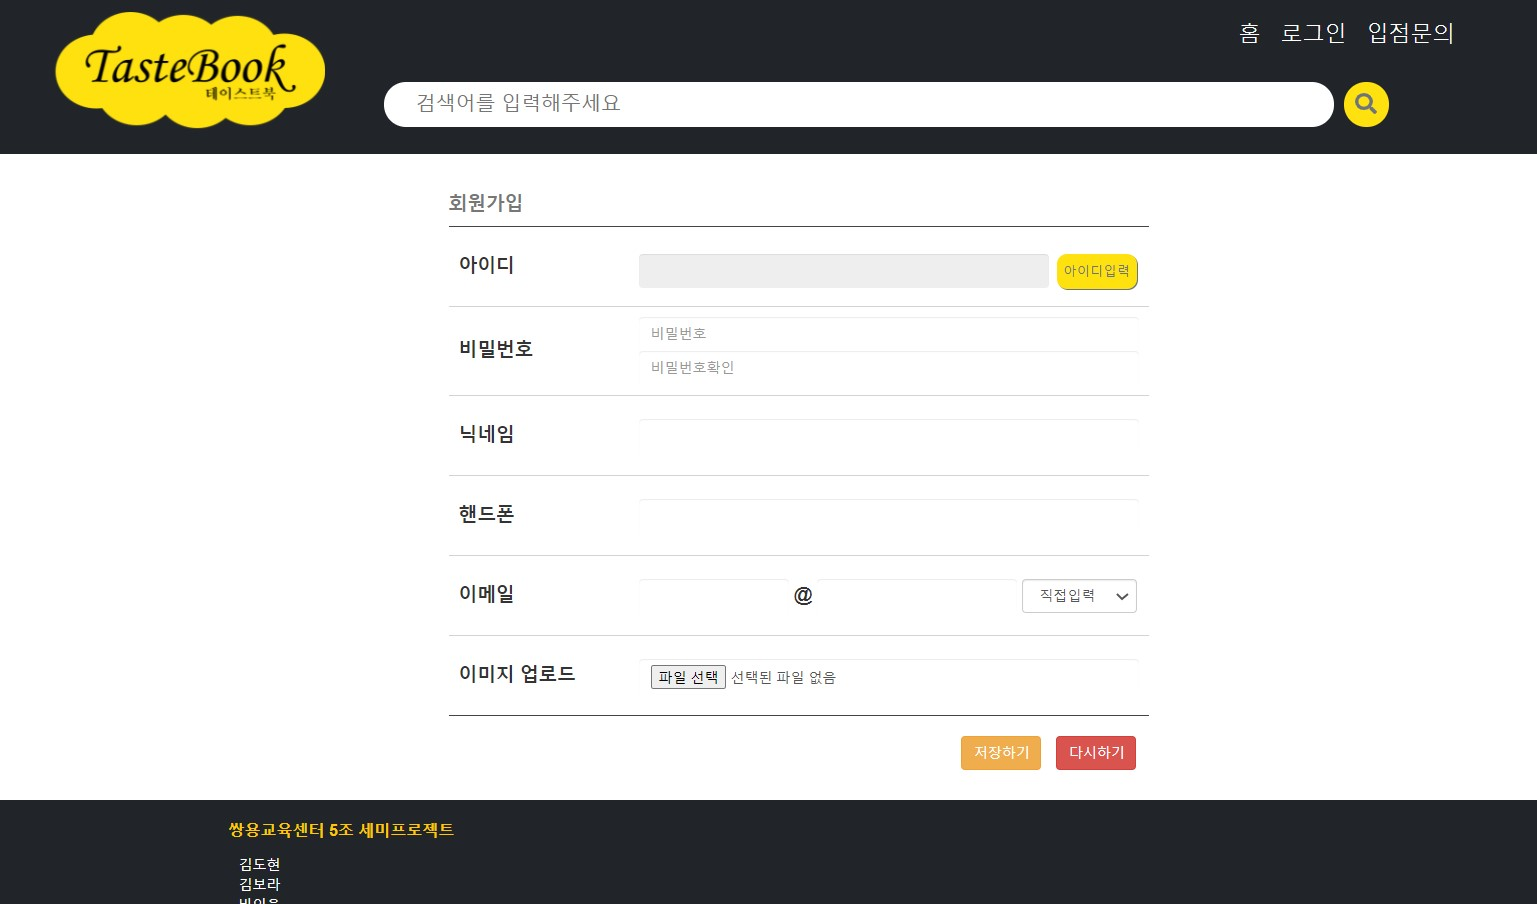 TasteBook
테이스트북
홈 로그인 입점문의
검색어를 입력해주세요
회원가입
아이디 아이디입력
비밀번호
비밀번호
비밀번호확인
닉네임
핸드폰
이메일 @ 직접입력
이미지 업로드 파일 선택 선택된 파일 없음
저장하기 다시하기
쌍용교육센터 5조 세미프로젝트
김도현
김보라